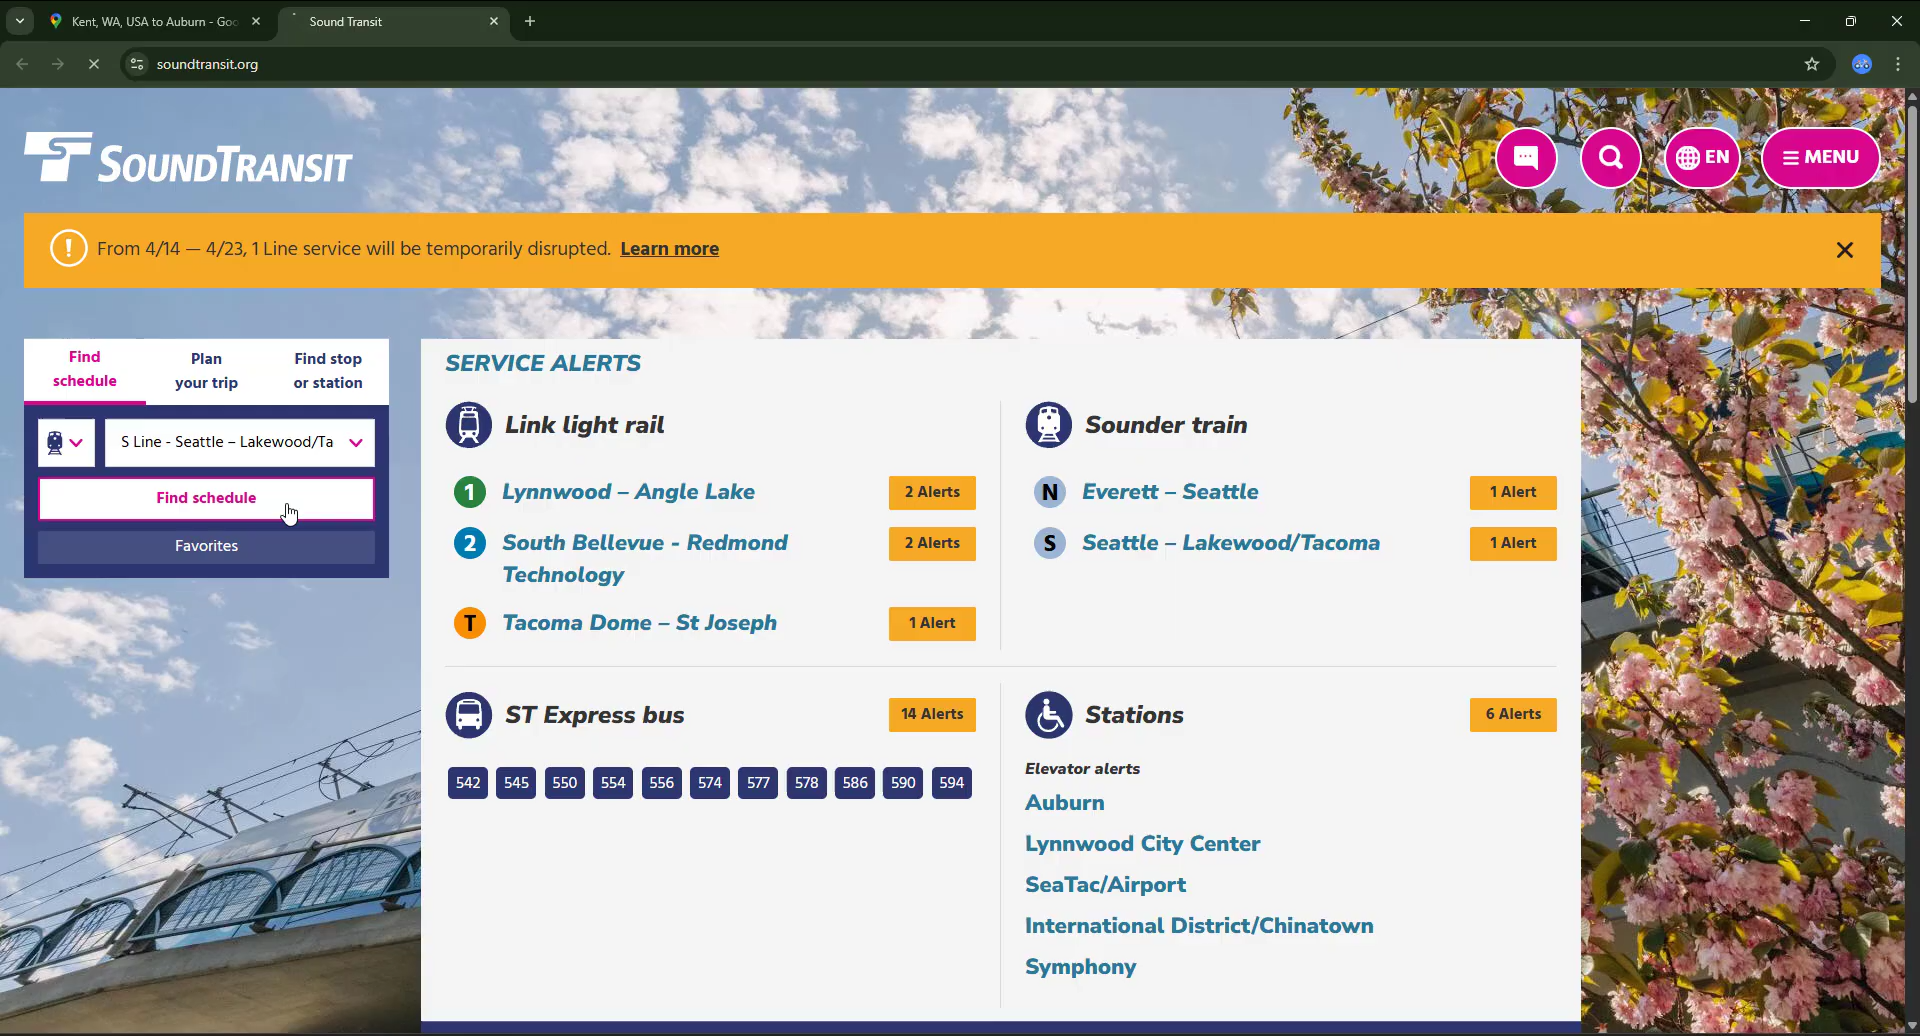 Kent, WA, USA to Auburn - Goo
Sound Transit
soundtransit.org
SOUNDTRANSIT
EN
MENU
From 4/14 — 4/23, 1 Line service will be temporarily disrupted. Learn more
Find
schedule
Plan
your trip
Find stop
or station
S Line - Seattle – Lakewood/Ta
Find schedule
Favorites
SERVICE ALERTS
Link light rail
1 Lynnwood – Angle Lake 2 Alerts
2 South Bellevue - Redmond
Technology 2 Alerts
T Tacoma Dome – St Joseph 1 Alert
Sounder train
N Everett – Seattle 1 Alert
S Seattle – Lakewood/Tacoma 1 Alert
ST Express bus 14 Alerts
542 545 550 554 556 574 577 578 586 590 594
Stations 6 Alerts
Elevator alerts
Auburn
Lynnwood City Center
SeaTac/Airport
International District/Chinatown
Symphony